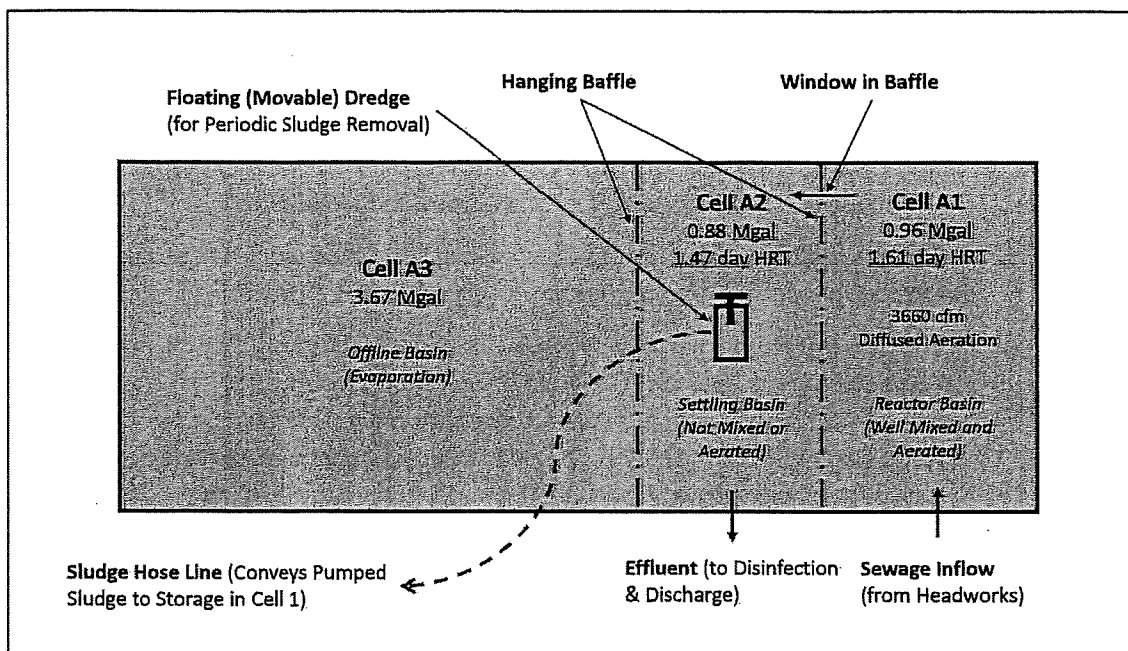 Hanging Baffle
Window in Baffle
Floating (Movable) Dredge
(for Periodic Sludge Removal)
Cell A2
0.88 Mgal
1.47 day HRT
Cell A1
0.96 Mgal
1.61 day HRT
Cell A3
3.67 Mgal
3660 cfm
Diffused Aeration
Offline Basin
(Evaporation)
Settling Basin
(Not Mixed or
Aerated)
Reactor Basin
(Well Mixed and
Aerated)
Sludge Hose Line (Conveys Pumped
Sludge to Storage in Cell 1)
Effluent (to Disinfection
& Discharge)
Sewage Inflow
(from Headworks)